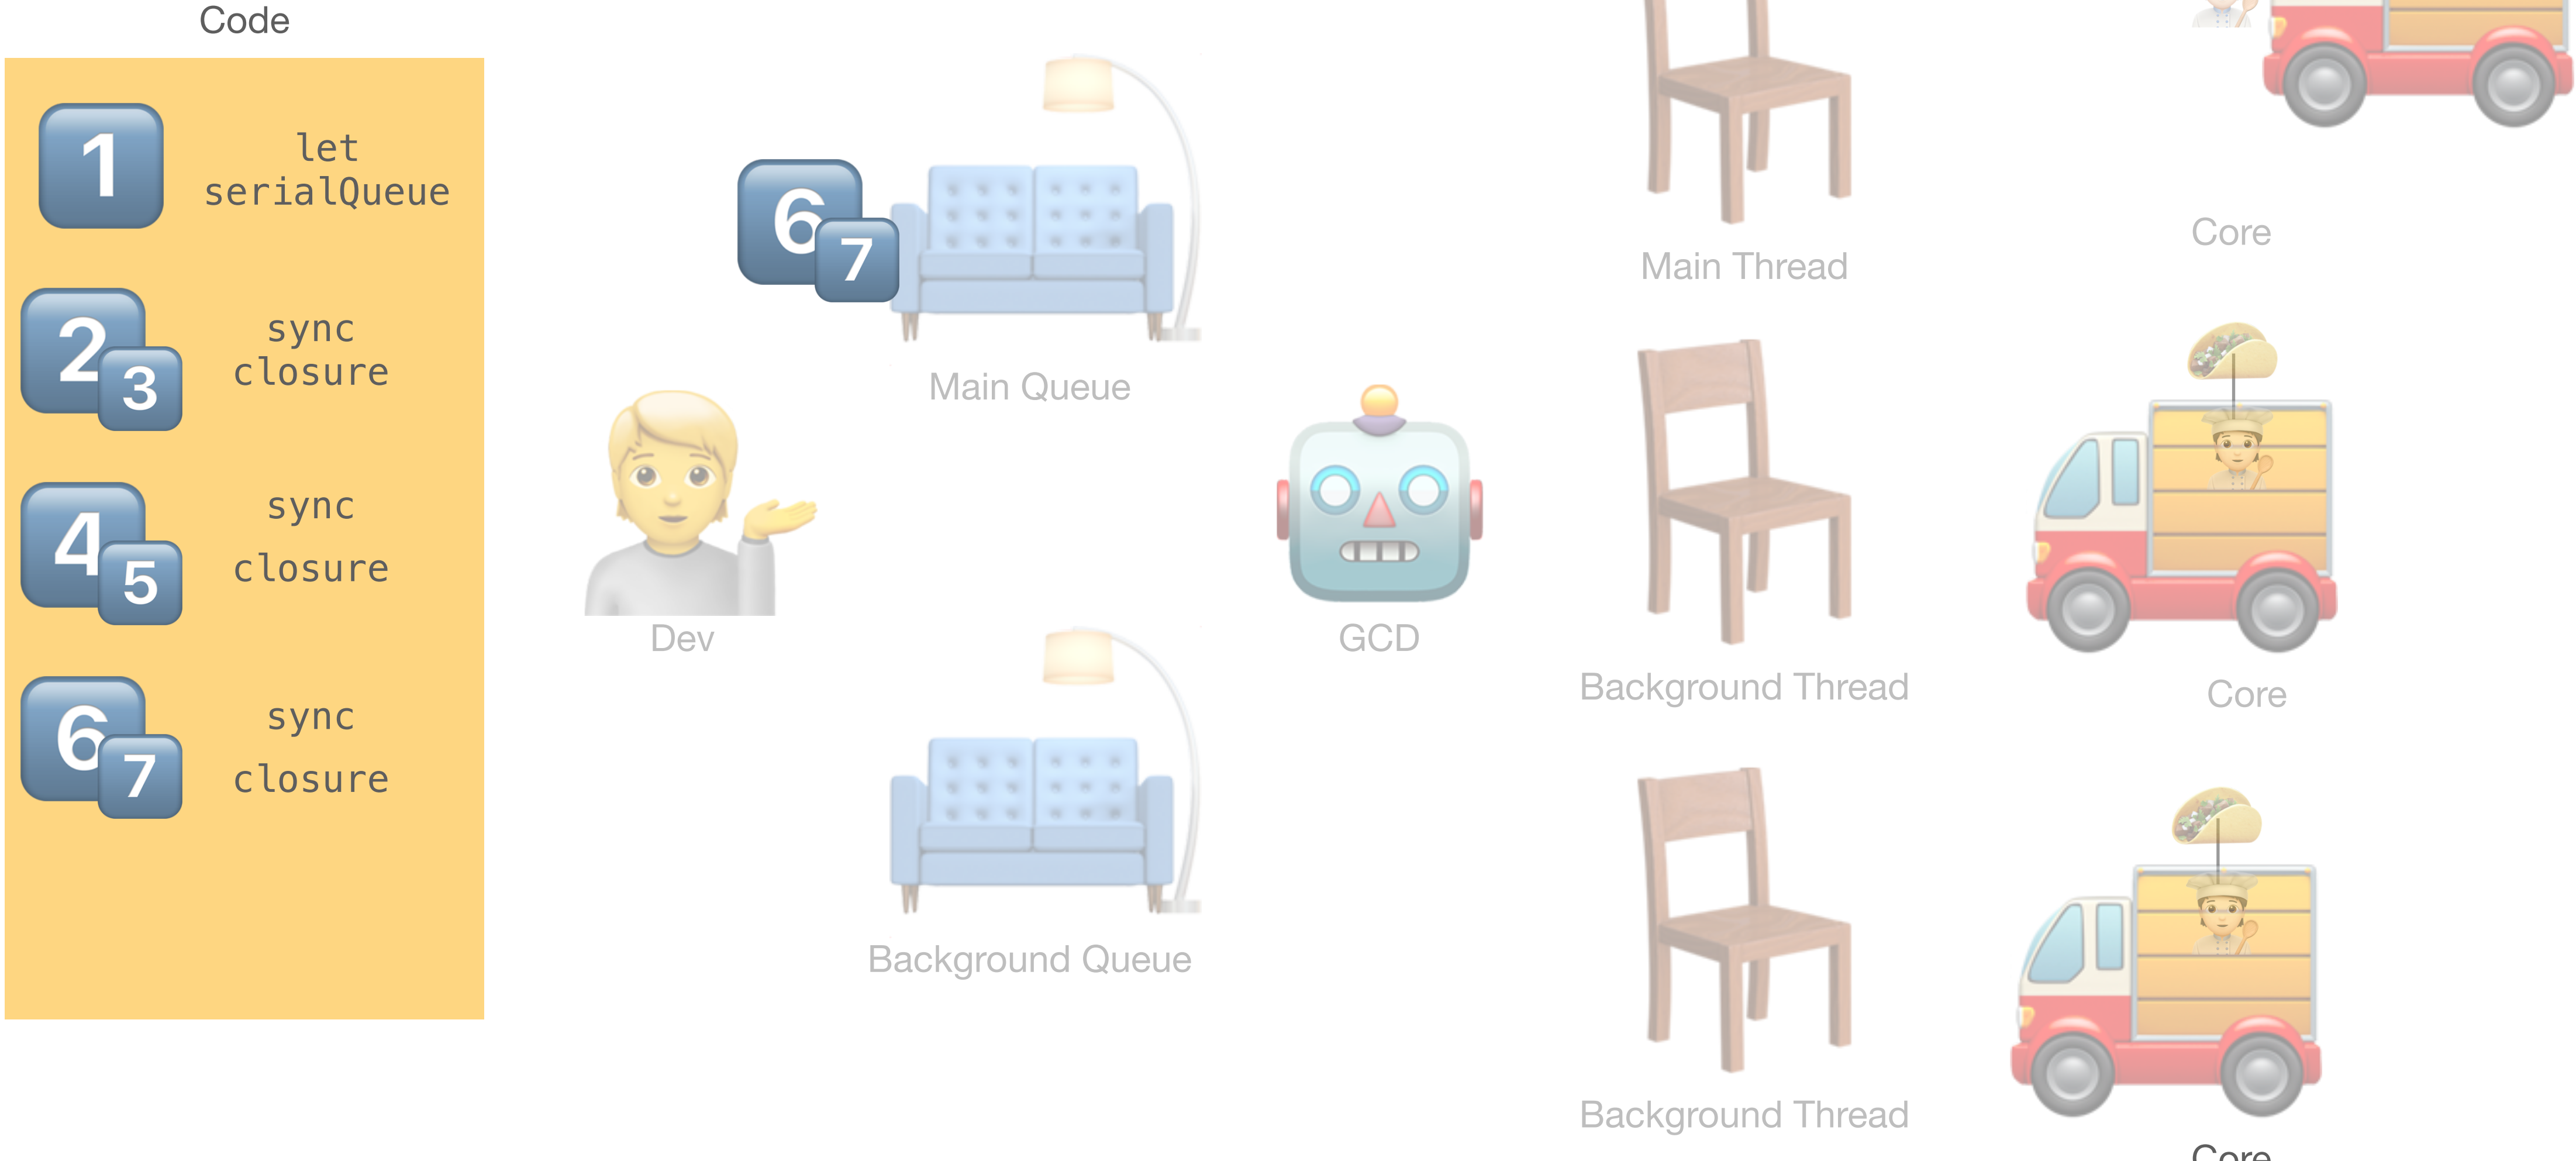 Code
1
let
serialQueue
2
3
sync
closure
4
5
sync
closure
6
7
sync
closure
6
7
Main Queue
Dev
Background Queue
GCD
Main Thread
Background Thread
Background Thread
Core
Core
Core